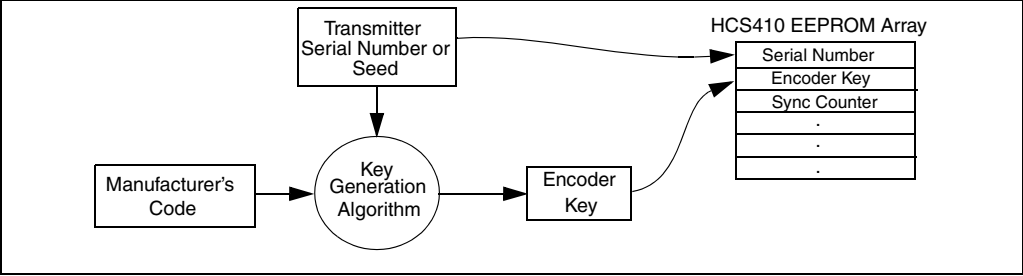 Transmitter
Serial Number or
Seed
HCS410 EEPROM Array
Serial Number
Encoder Key
Sync Counter
.
.
.
Manufacturer's
Code
Key
Generation
Algorithm
Encoder
Key